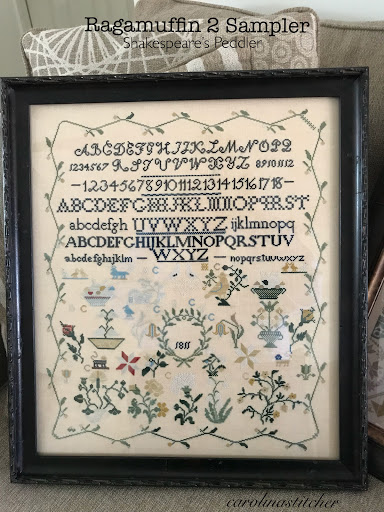 Ragamuffin 2 Sampler
Shakespeare's Peddler
ABCDEFGHIJKLMNOPQ
1234567 RSTUVWXYZ 89101112
-123456789101112131415161718-
ABCDEFGHIJKLMNOPQRST
abcdefgh UVWXYZ ijklmnopq
ABCDEFGHIJKLMNOPQRSTUV
abcdefghijklm -WXYZ- nopqrstuvwxyz
1811
carolinastitcher